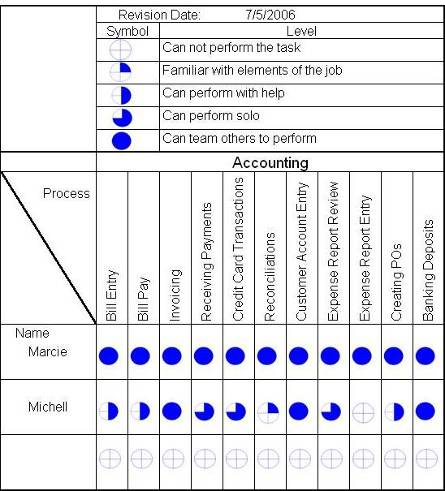 Revision Date: 7/5/2006
Symbol Level
Can not perform the task
Familiar with elements of the job
Can perform with help
Can perform solo
Can team others to perform
Accounting
Process
Bill Entry
Bill Pay
Invoicing
Receiving Payments
Credit Card Transactions
Reconciliations
Customer Account Entry
Expense Report Review
Expense Report Entry
Creating POs
Banking Deposits
Name
Marcie
Michell